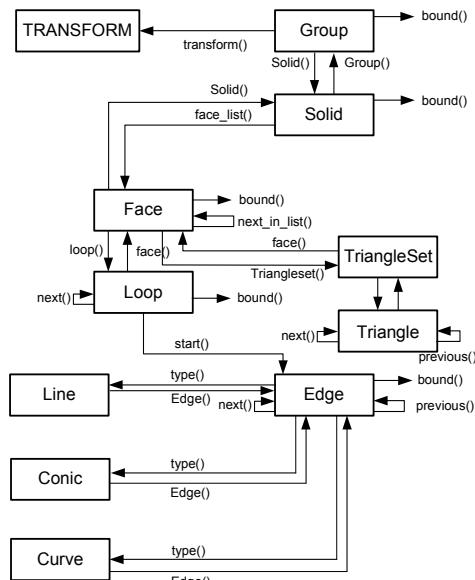 bound()
TRANSFORM
Group
transform()
Solid()
Group()
Solid()
face_list()
Solid
bound()
Face
bound()
next_in_list()
loop()
face()
face()
Triangleset()
TriangleSet
next()
Loop
bound()
next()
Triangle
previous()
start()
type()
bound()
Line
Edge()
next()
Edge
previous()
type()
Conic
Edge()
type()
Curve
Edge()